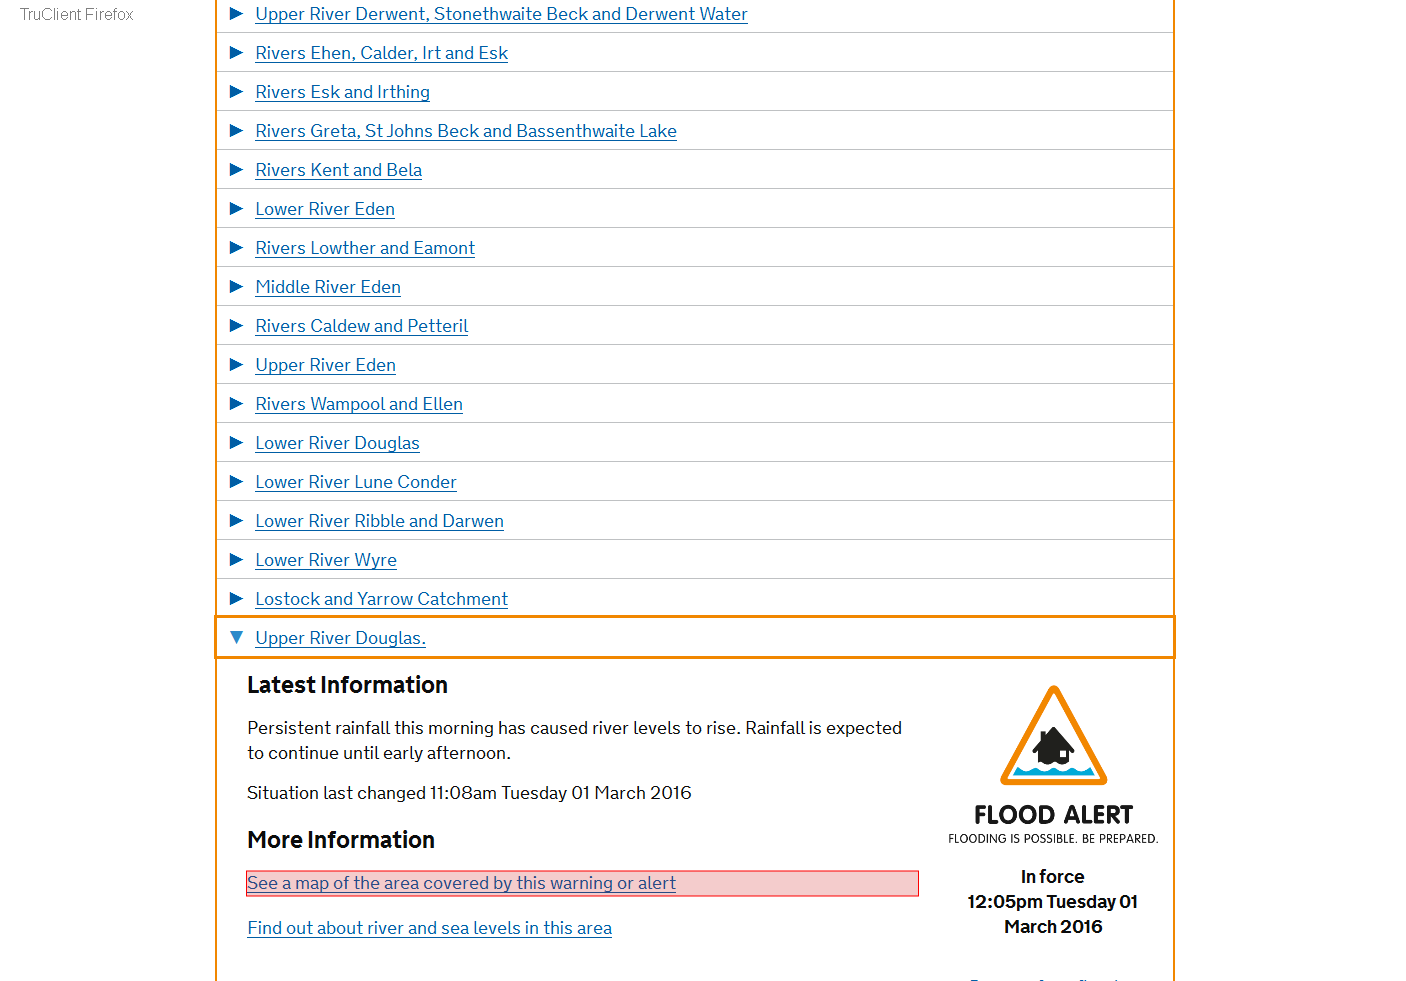 TruClient Firefox
Upper River Derwent, Stonethwaite Beck and Derwent Water
Rivers Ehen, Calder, Irt and Esk
Rivers Esk and Irthing
Rivers Greta, St Johns Beck and Bassenthwaite Lake
Rivers Kent and Bela
Lower River Eden
Rivers Lowther and Eamont
Middle River Eden
Rivers Caldew and Petteril
Upper River Eden
Rivers Wampool and Ellen
Lower River Douglas
Lower River Lune Conder
Lower River Ribble and Darwen
Lower River Wyre
Lostock and Yarrow Catchment
Upper River Douglas.
Latest Information
Persistent rainfall this morning has caused river levels to rise. Rainfall is expected
to continue until early afternoon.
Situation last changed 11:08am Tuesday 01 March 2016
More Information
See a map of the area covered by this warning or alert
Find out about river and sea levels in this area
FLOOD ALERT
FLOODING IS POSSIBLE. BE PREPARED.
In force
12:05pm Tuesday 01
March 2016